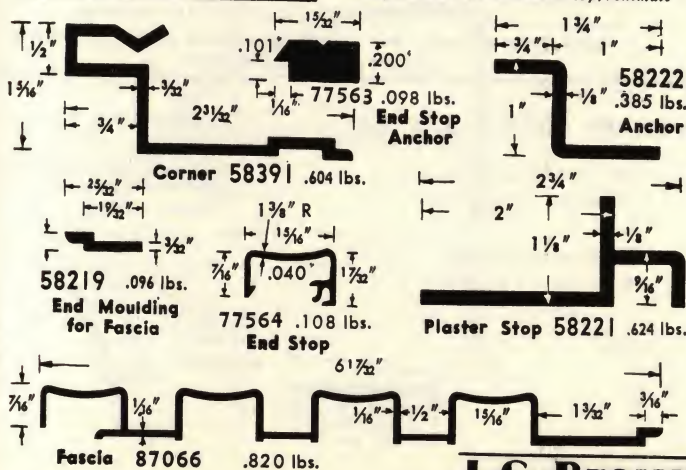 15/32"
1 3/4"
1/2"
.101"
.200"
3/4"
1"
15/16"
3/32"
1/16"
77563 .098 lbs.
End Stop
Anchor
58222
.385 lbs.
Anchor
1/8"
1"
2 31/32"
3/4"
Corner 58391 .604 lbs.
25/32"
19/32"
3/32"
58219 .096 lbs.
End Moulding
for Fascia
1 3/8" R
15/16"
7/16"
.040"
17/32"
77564 .108 lbs.
End Stop
2 3/4"
2"
1 1/8"
1/8"
9/16"
Plaster Stop 58221 .624 lbs.
6 17/32"
7/16"
1/16"
1/16"
1/2"
15/16"
1 3/32"
3/16"
Fascia 87066 .820 lbs.